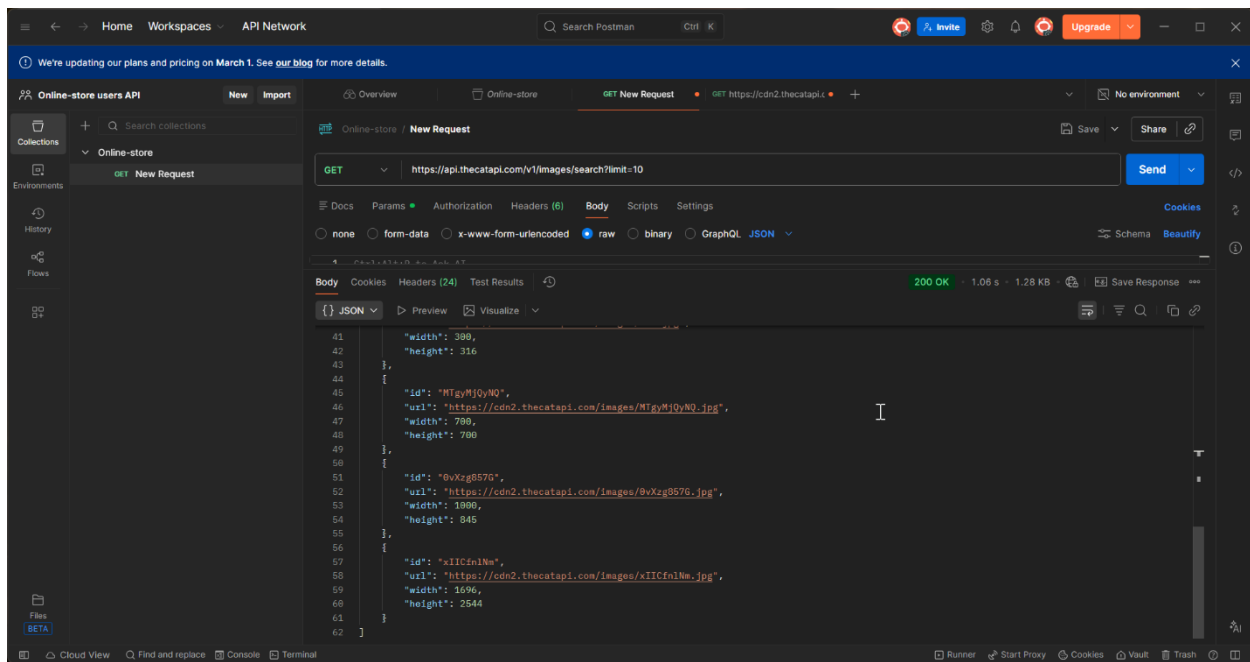 Home Workspaces API Network Search Postman Ctrl K Invite Upgrade
We're updating our plans and pricing on March 1. See our blog for more details.
Online-store users API New Import Overview Online-store GET New Request GET https://cdn2.thecatapi.c No environment
Collections Search collections HTTP Online-store / New Request Save Share
Online-store
GET New Request GET https://api.thecatapi.com/v1/images/search?limit=10 Send
Environments
Docs Params Authorization Headers (6) Body Scripts Settings Cookies
History
none form-data x-www-form-urlencoded raw binary GraphQL JSON Schema Beautify
1 Ctrl+Alt+P to Ask AI
Flows
Body Cookies Headers (24) Test Results 200 OK 1.06 s 1.28 KB Save Response
{} JSON Preview Visualize
41 "width": 300,
42 "height": 316
43 },
44 {
45 "id": "MTgyMjQyNQ",
46 "url": "https://cdn2.thecatapi.com/images/MTgyMjQyNQ.jpg",
47 "width": 700,
48 "height": 700
49 },
50 {
51 "id": "0vXzg857G",
52 "url": "https://cdn2.thecatapi.com/images/0vXzg857G.jpg",
53 "width": 1000,
54 "height": 845
55 },
56 {
57 "id": "xIICfnlNm",
58 "url": "https://cdn2.thecatapi.com/images/xIICfnlNm.jpg",
59 "width": 1696,
60 "height": 2544
61 }
62 ]
Files
BETA
AI
Cloud View Find and replace Console Terminal Runner Start Proxy Cookies Vault Trash